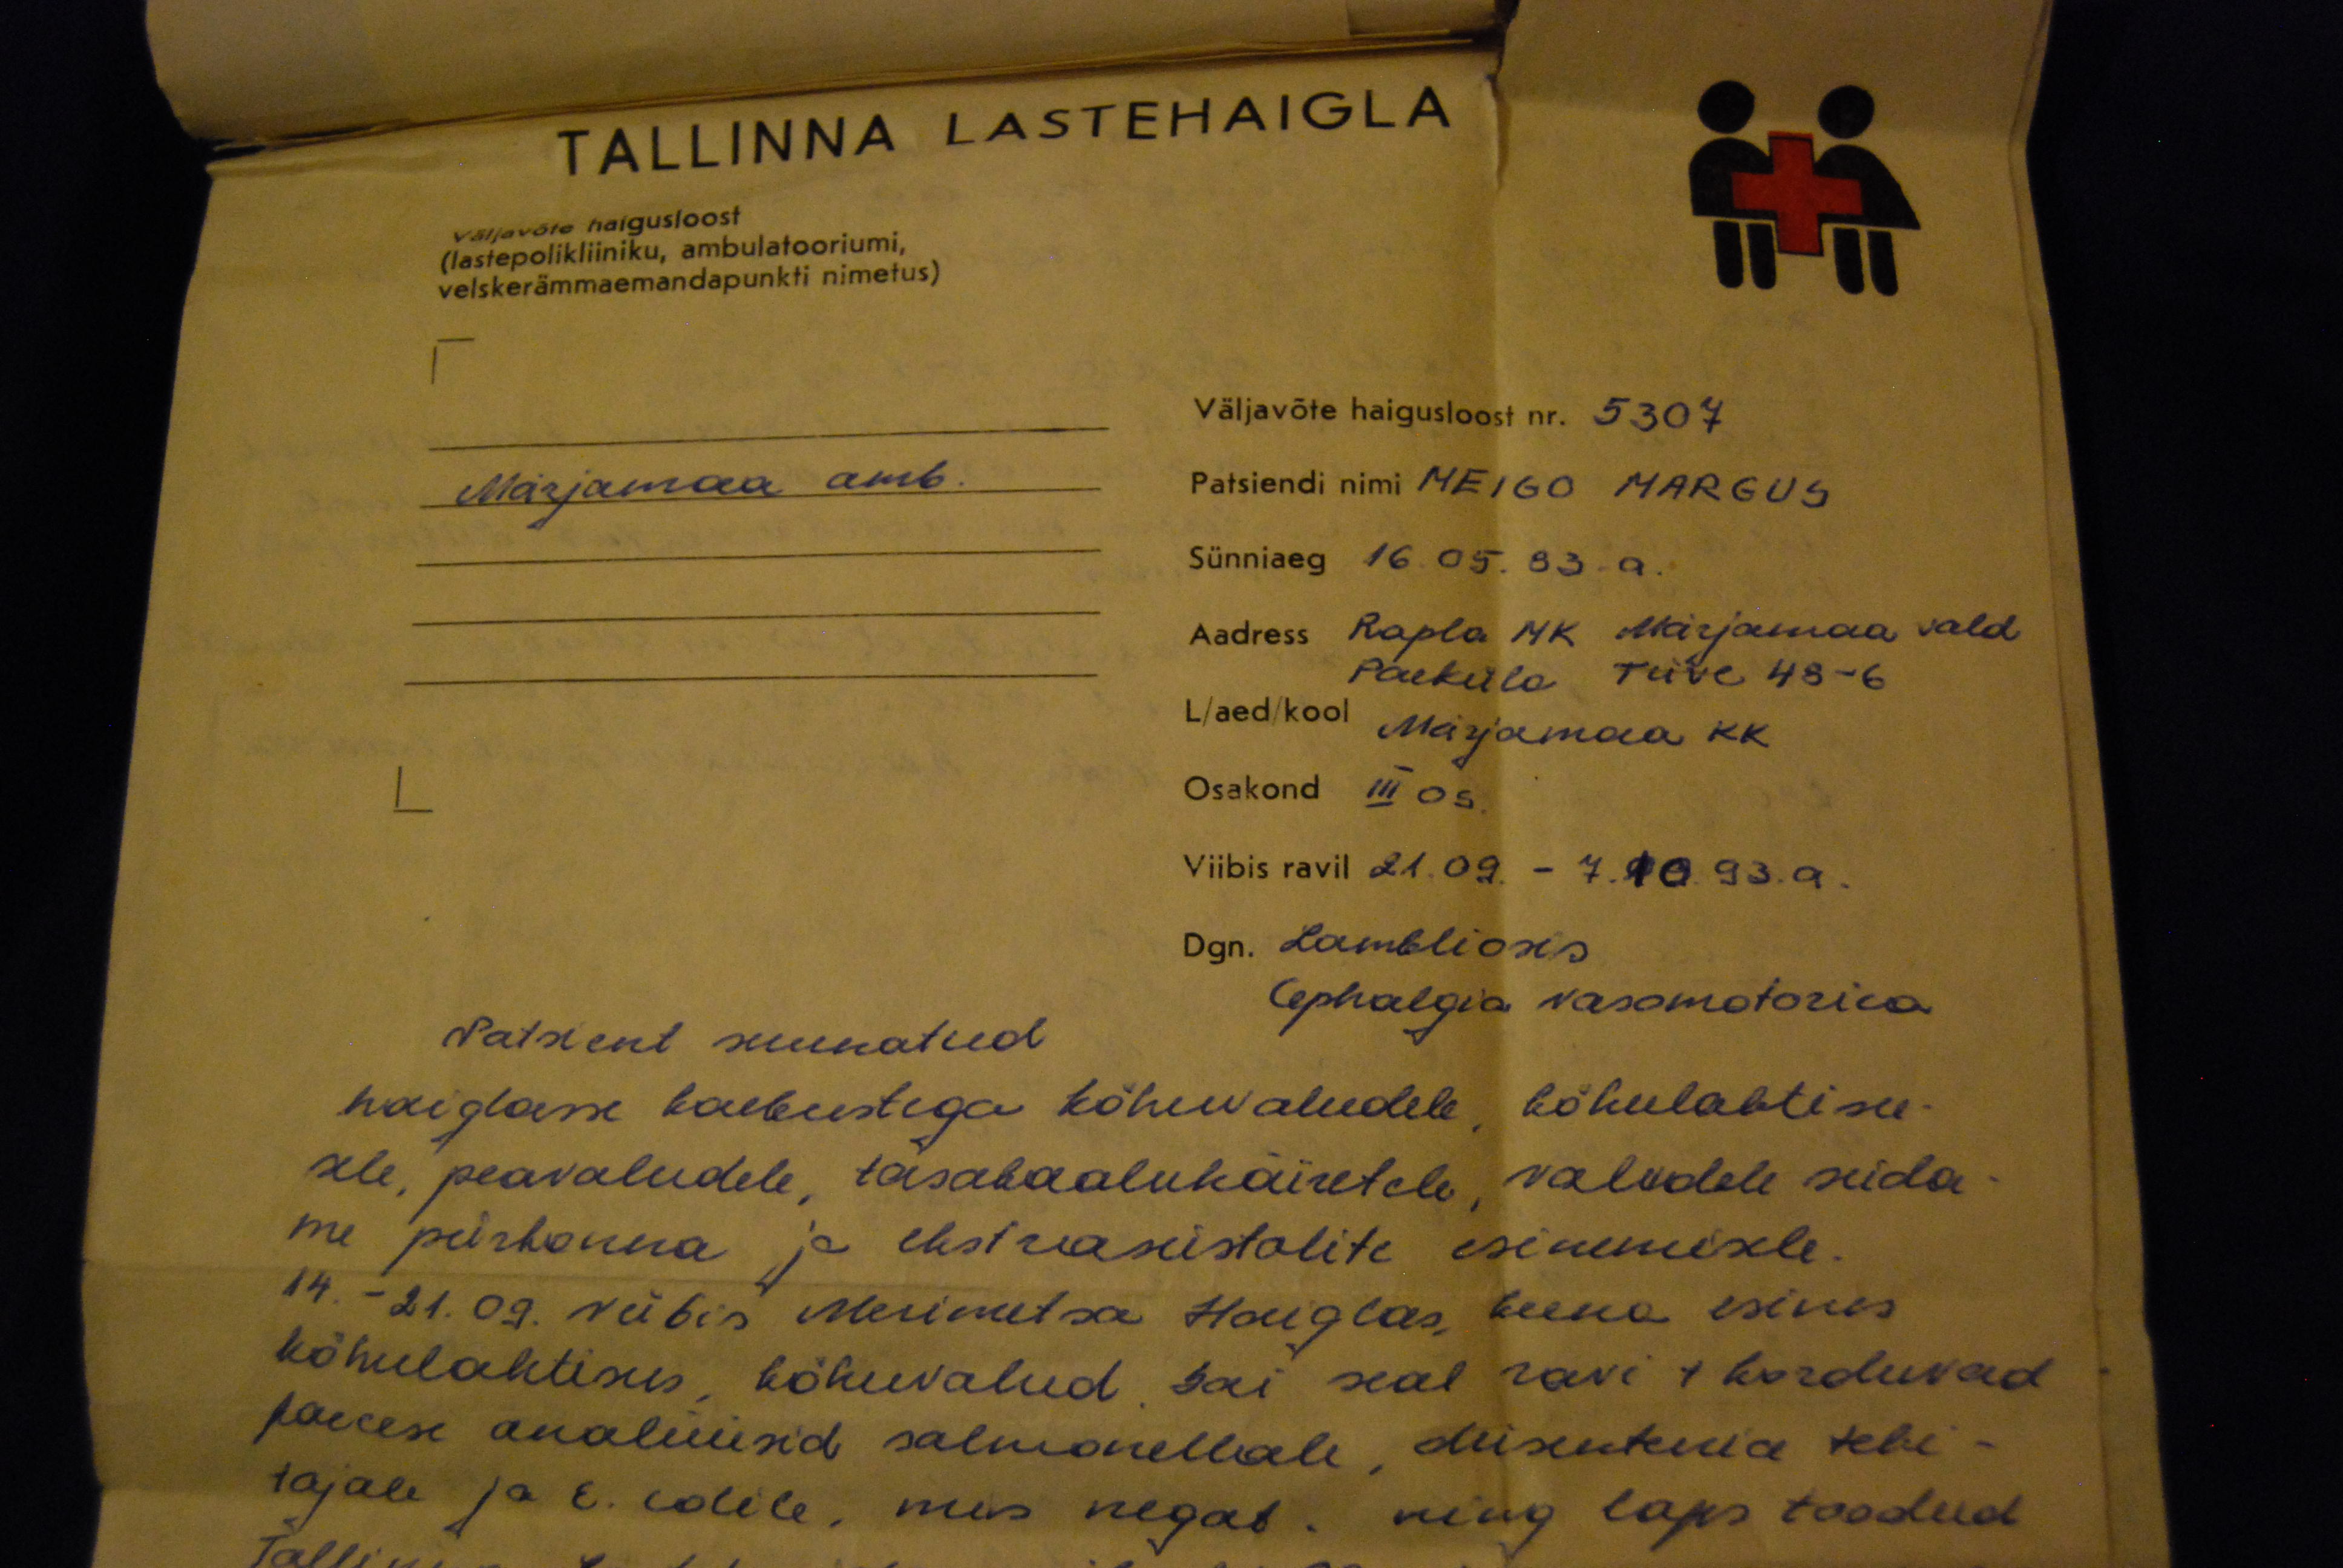 TALLINNA LASTEHAIGLA
Väljavõte haigusloost
(lastepolikliiniku, ambulatooriumi,
velskerämmaemandapunkti nimetus)
Märjamaa amb.
Väljavõte haigusloost nr. 5307
Patsiendi nimi MEIGO MARGUS
Sünniaeg 16.05.83.a.
Aadress Rapla MK Märjamaa vald
Paeküla Tiive 48-6
L/aed/kool Märjamaa KK
Osakond III os.
Viibis ravil 21.09. - 7.10.93.a.
Dgn. Lambliosis
Cephalgia vasomotorica
Patsient suunatud
haiglasse kaebustega kõhuvaludele, kõhulahtisu-
sele, peavaludele, tasakaaluhäiretele, valudele süda-
me piirkonna ja ekstrasüstolite esinemisele.
14.-21.09. viibis Merimetsa Haiglas, kuna esines
kõhulahtisus, kõhuvalud. Sai seal ravi + korduvad
faecese analüüsid salmonellale, düsenteeria teki-
tajale ja E. colile, mis negat. ning laps toodud